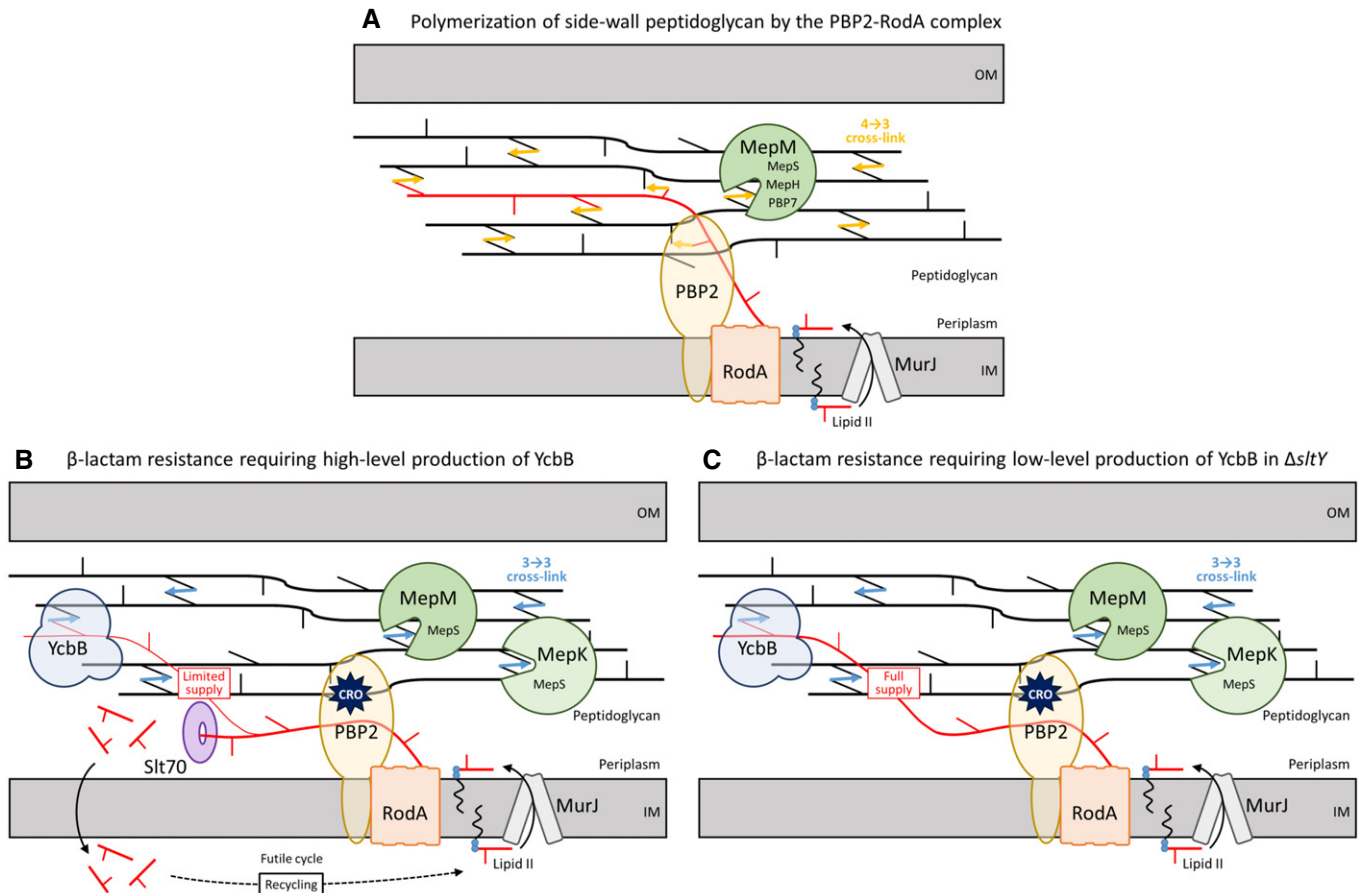 A Polymerization of side-wall peptidoglycan by the PBP2-RodA complex
OM
4→3
cross-link
MepM
MepS
MepH
PBP7
Peptidoglycan
PBP2
Periplasm
RodA
MurJ
IM
Lipid II
B β-lactam resistance requiring high-level production of YcbB
OM
3→3
cross-link
MepM
MepS
YcbB
MepK
MepS
Limited
supply
CRO
Peptidoglycan
PBP2
Slt70
Periplasm
RodA
MurJ
IM
Lipid II
Futile cycle
Recycling
C β-lactam resistance requiring low-level production of YcbB in ΔsltY
OM
3→3
cross-link
MepM
MepS
YcbB
MepK
MepS
Full
supply
CRO
Peptidoglycan
PBP2
Periplasm
RodA
MurJ
IM
Lipid II